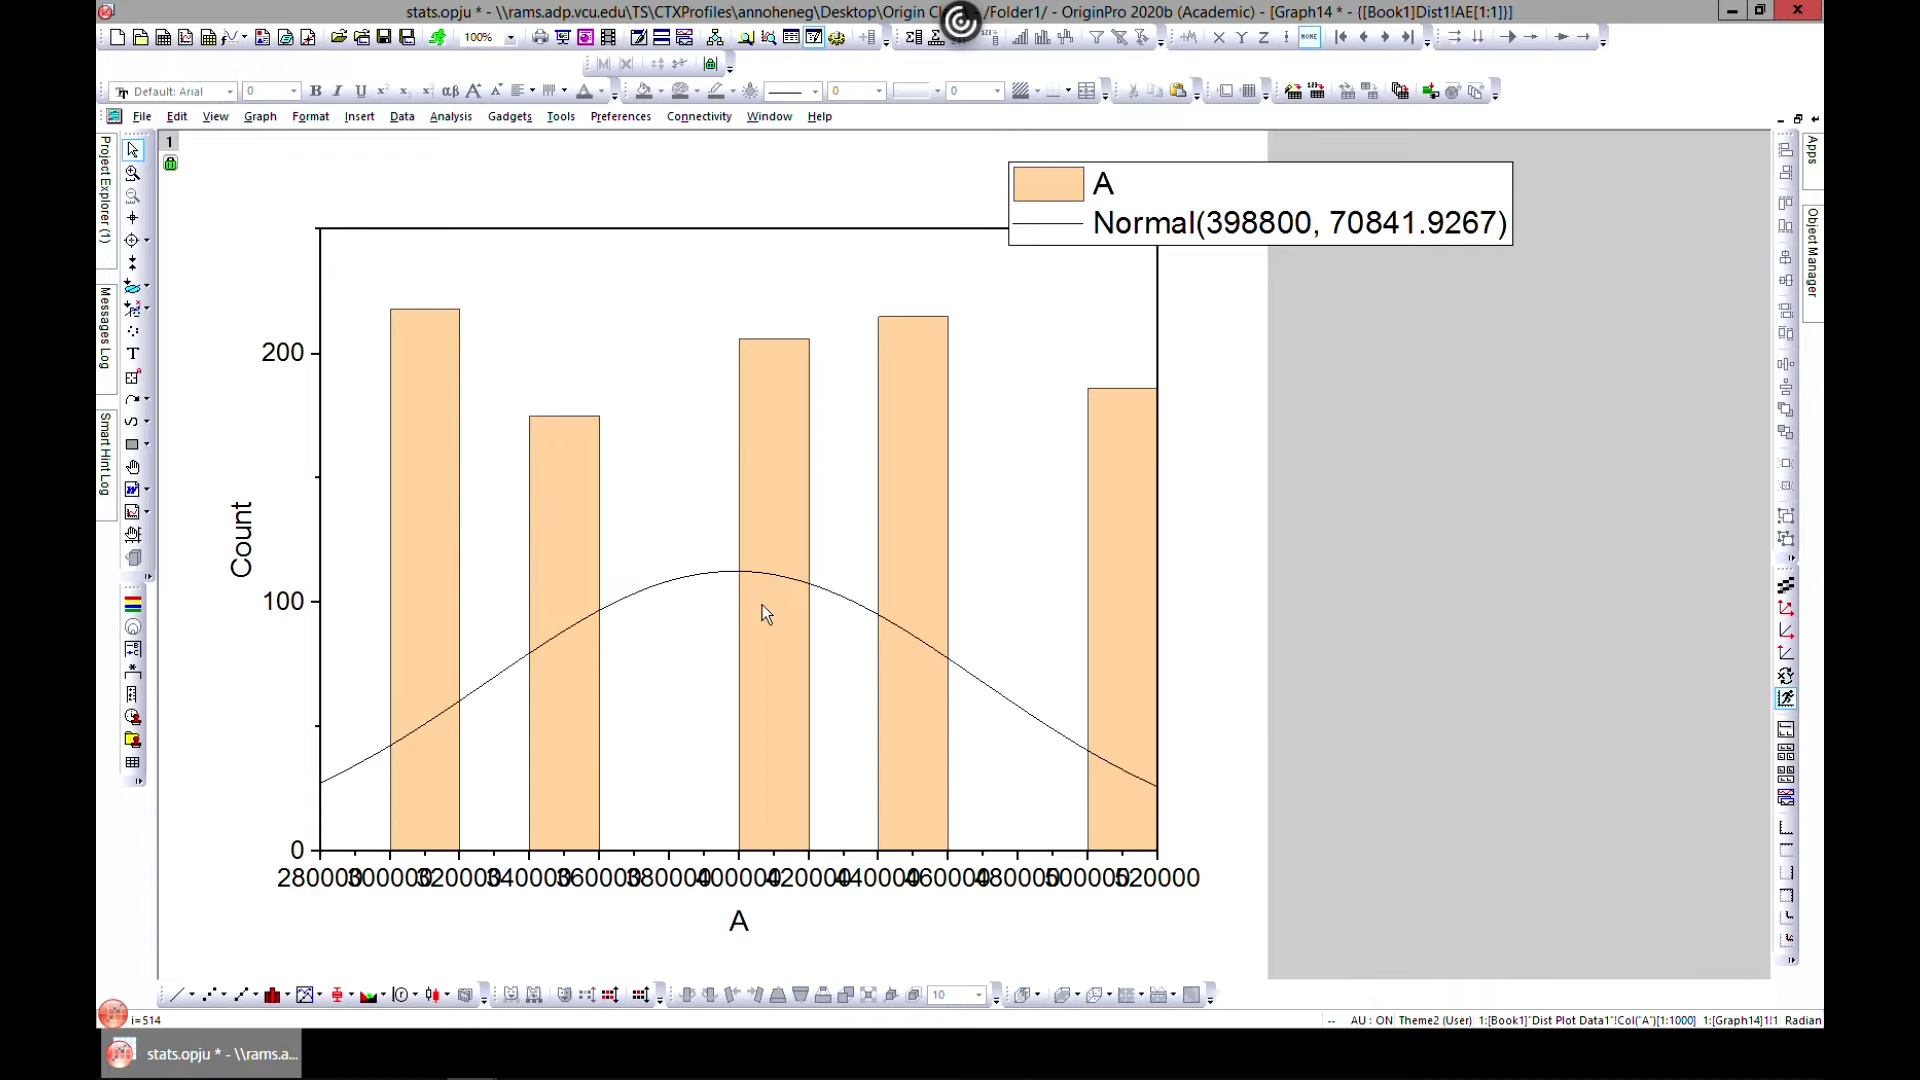 stats.opju * - \\rams.adp.vcu.edu\TS\CTXProfiles\annoheneg\Desktop\Origin Cl /Folder1/ - OriginPro 2020b (Academic) - [Graph14 * - {[Book1]Dist1!AE[1:1]}]
100%
Default: Arial 0 B I U αβ A A 0 0
File Edit View Graph Format Insert Data Analysis Gadgets Tools Preferences Connectivity Window Help
1
Project Explorer (1)
Messages Log
Smart Hint Log
Apps
Object Manager
A
Normal(398800, 70841.9267)
200
100
0
Count
280000 300000 320000 340000 360000 380000 400000 420000 440000 460000 480000 500000 520000
A
10
i=514
-- AU : ON Theme2 (User) 1:[Book1]"Dist Plot Data1"!Col("A")[1:1000] 1:[Graph14]1!1 Radian
stats.opju * - \\rams.a...